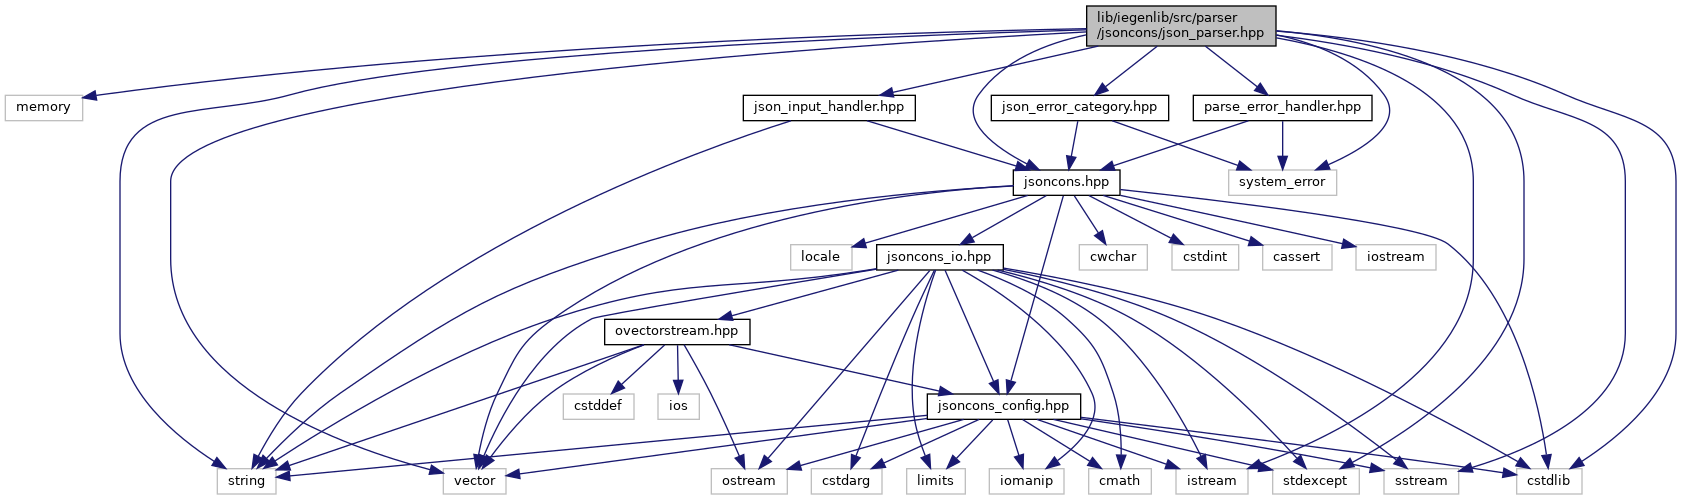 lib/iegenlib/src/parser
/jsoncons/json_parser.hpp
memory
json_input_handler.hpp
json_error_category.hpp
parse_error_handler.hpp
jsoncons.hpp
system_error
locale
jsoncons_io.hpp
cwchar
cstdint
cassert
iostream
ovectorstream.hpp
cstddef
ios
jsoncons_config.hpp
string
vector
ostream
cstdarg
limits
iomanip
cmath
istream
stdexcept
sstream
cstdlib